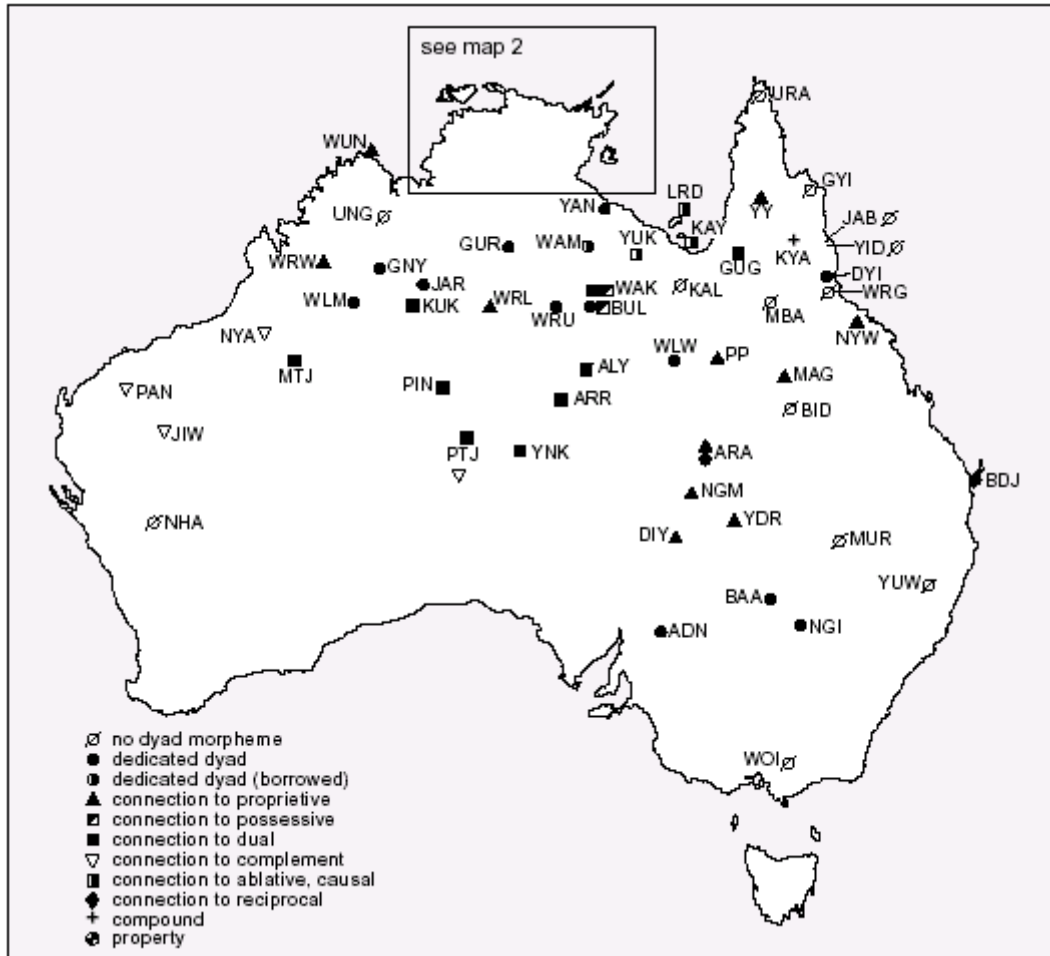 see map 2
URA
WUN
GYI
LRD
UNG
YAN
YY
JAB
KAY
GUR
WAM
YUK
YID
KYA
WRW
GNY
GUG
DYI
JAR
WAK
KAL
WRG
WLM
KUK
WRL
WRU
BUL
MBA
NYA
NYW
WLW
PP
MTJ
ALY
MAG
PAN
PIN
ARR
BID
JIW
PTJ
YNK
ARA
BDJ
NGM
NHA
YDR
DIY
MUR
YUW
BAA
ADN
NGI
WOI
no dyad morpheme
dedicated dyad
dedicated dyad (borrowed)
connection to proprietive
connection to possessive
connection to dual
connection to complement
connection to ablative, causal
connection to reciprocal
compound
property